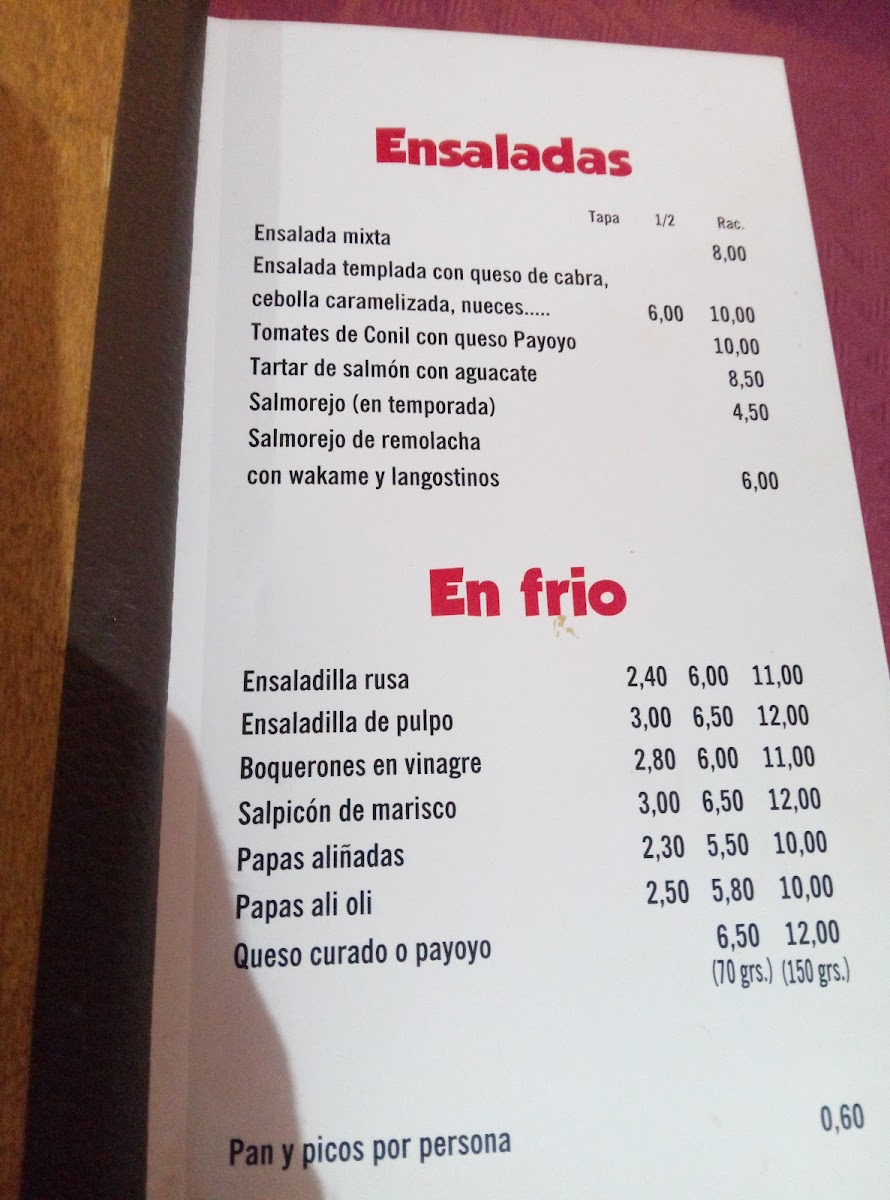 Ensaladas
Tapa 1/2 Rac.
Ensalada mixta 8,00
Ensalada templada con queso de cabra,
cebolla caramelizada, nueces..... 6,00 10,00
Tomates de Conil con queso Payoyo 10,00
Tartar de salmón con aguacate 8,50
Salmorejo (en temporada) 4,50
Salmorejo de remolacha
con wakame y langostinos 6,00
En frio
Ensaladilla rusa 2,40 6,00 11,00
Ensaladilla de pulpo 3,00 6,50 12,00
Boquerones en vinagre 2,80 6,00 11,00
Salpicón de marisco 3,00 6,50 12,00
Papas aliñadas 2,30 5,50 10,00
Papas ali oli 2,50 5,80 10,00
Queso curado o payoyo 6,50 12,00
(70 grs.) (150 grs.)
Pan y picos por persona 0,60